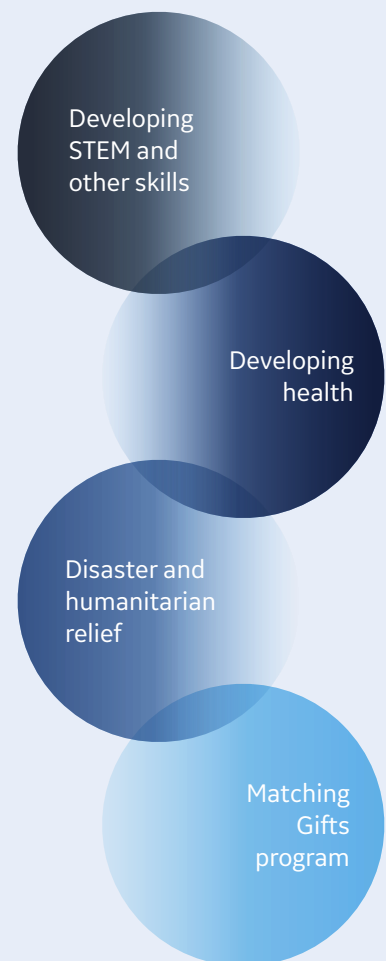 Developing
STEM and
other skills
Developing
health
Disaster and
humanitarian
relief
Matching
Gifts
program